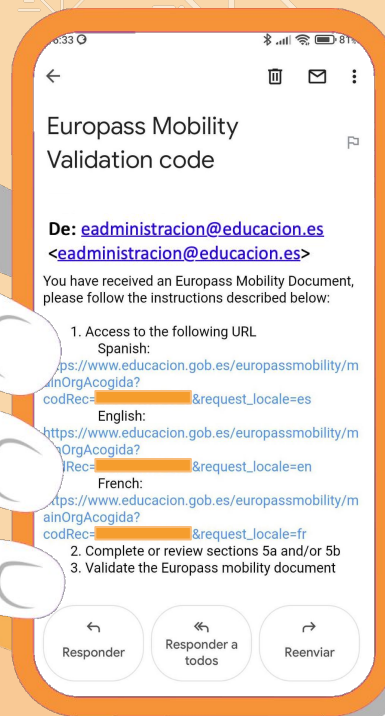 6:33
81%
Europass Mobility
Validation code
De: eadministracion@educacion.es
<eadministracion@educacion.es>
You have received an Europass Mobility Document,
please follow the instructions described below:
1. Access to the following URL
Spanish:
ttps://www.educacion.gob.es/europassmobility/m
ainOrgAcogida?
codRec= &request_locale=es
English:
https://www.educacion.gob.es/europassmobility/m
nOrgAcogida?
dRec= &request_locale=en
French:
ttps://www.educacion.gob.es/europassmobility/m
ainOrgAcogida?
codRec= &request_locale=fr
2. Complete or review sections 5a and/or 5b
3. Validate the Europass mobility document
Responder
Responder a
todos
Reenviar